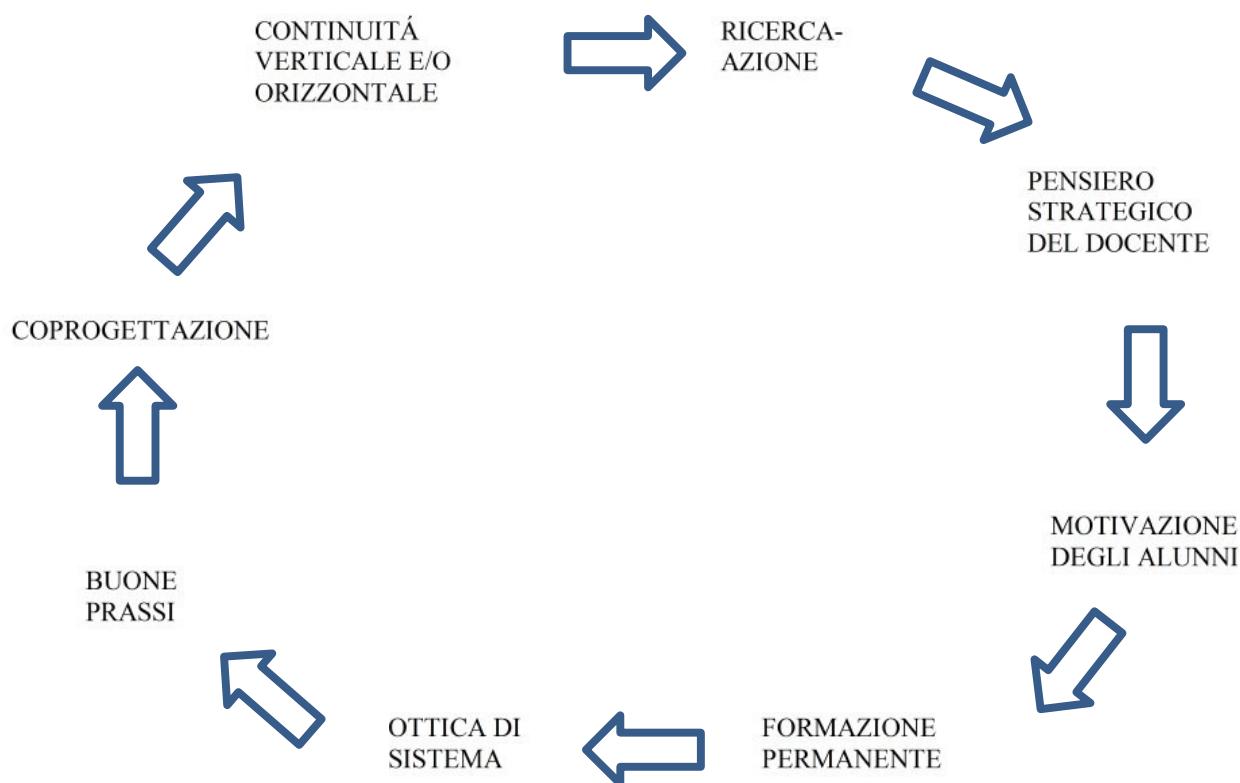 CONTINUITÁ
VERTICALE E/O
ORIZZONTALE
RICERCA-
AZIONE
PENSIERO
STRATEGICO
DEL DOCENTE
MOTIVAZIONE
DEGLI ALUNNI
FORMAZIONE
PERMANENTE
OTTICA DI
SISTEMA
BUONE
PRASSI
COPROGETTAZIONE